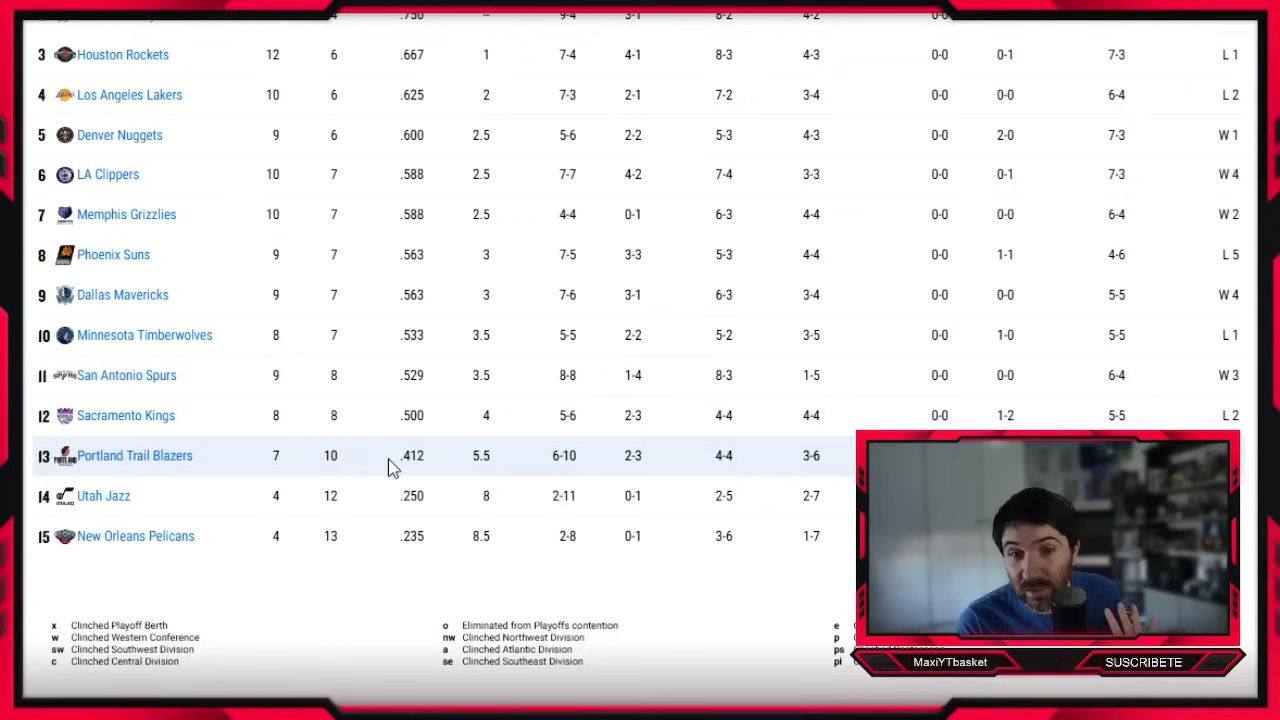 4 .750 -- 9-4 3-1 8-2 4-2 0-0
3 Houston Rockets 12 6 .667 1 7-4 4-1 8-3 4-3 0-0 0-1 7-3 L 1
4 Los Angeles Lakers 10 6 .625 2 7-3 2-1 7-2 3-4 0-0 0-0 6-4 L 2
5 Denver Nuggets 9 6 .600 2.5 5-6 2-2 5-3 4-3 0-0 2-0 7-3 W 1
6 LA Clippers 10 7 .588 2.5 7-7 4-2 7-4 3-3 0-0 0-1 7-3 W 4
7 Memphis Grizzlies 10 7 .588 2.5 4-4 0-1 6-3 4-4 0-0 0-0 6-4 W 2
8 Phoenix Suns 9 7 .563 3 7-5 3-3 5-3 4-4 0-0 1-1 4-6 L 5
9 Dallas Mavericks 9 7 .563 3 7-6 3-1 6-3 3-4 0-0 0-0 5-5 W 4
10 Minnesota Timberwolves 8 7 .533 3.5 5-5 2-2 5-2 3-5 0-0 1-0 5-5 L 1
11 San Antonio Spurs 9 8 .529 3.5 8-8 1-4 8-3 1-5 0-0 0-0 6-4 W 3
12 Sacramento Kings 8 8 .500 4 5-6 2-3 4-4 4-4 0-0 1-2 5-5 L 2
13 Portland Trail Blazers 7 10 .412 5.5 6-10 2-3 4-4 3-6
14 Utah Jazz 4 12 .250 8 2-11 0-1 2-5 2-7
15 New Orleans Pelicans 4 13 .235 8.5 2-8 0-1 3-6 1-7
x Clinched Playoff Berth o Eliminated from Playoffs contention e
w Clinched Western Conference nw Clinched Northwest Division p
sw Clinched Southwest Division a Clinched Atlantic Division ps
c Clinched Central Division se Clinched Southeast Division pi
MaxiYTbasket SUSCRIBETE